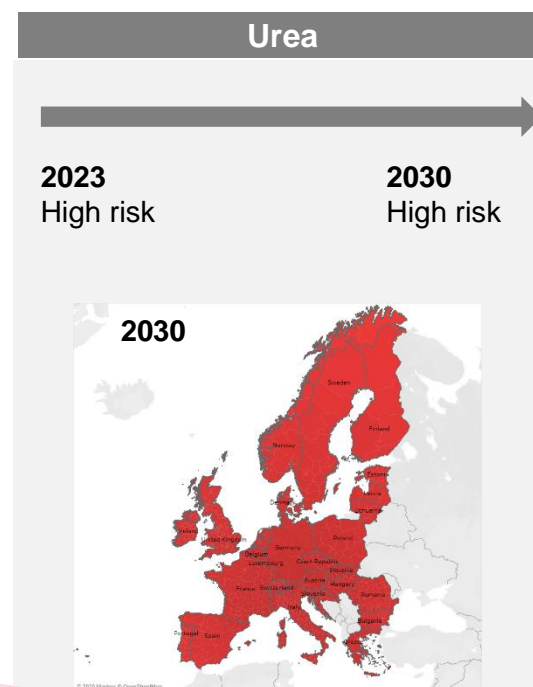 Urea
2023
High risk
2030
High risk
2030
Sweden
Finland
Norway
Estonia
Latvia
Lithuania
Denmark
Ireland
United Kingdom
Poland
Germany
Belgium
Luxembourg
Czech Republic
Slovakia
Austria
Hungary
France
Switzerland
Slovenia
Romania
Italy
Bulgaria
Portugal
Spain